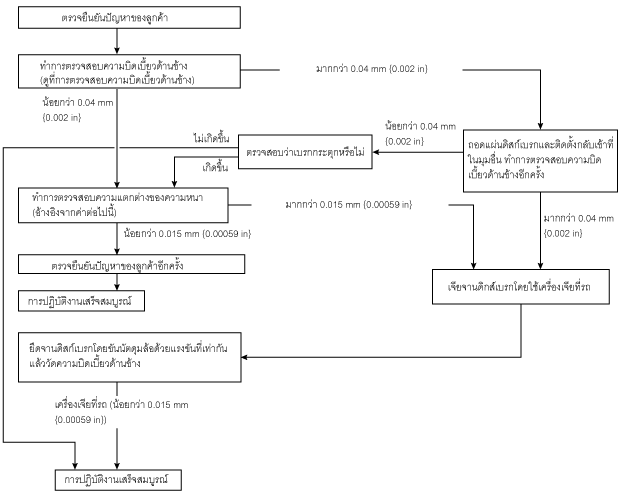 ตรวจยืนยันปัญหาของลูกค้า
ทำการตรวจสอบความบิดเบี้ยวด้านข้าง
(ดูที่การตรวจสอบความบิดเบี้ยวด้านข้าง)
มากกว่า 0.04 mm {0.002 in}
น้อยกว่า 0.04 mm
{0.002 in}
น้อยกว่า 0.04 mm
{0.002 in}
ถอดแผ่นดิสก์เบรกและติดตั้งกลับเข้าที่
ในมุมอื่น ทำการตรวจสอบความบิด
เบี้ยวด้านข้างอีกครั้ง
ไม่เกิดขึ้น
ตรวจสอบว่าเบรกกระตุกหรือไม่
เกิดขึ้น
ทำการตรวจสอบความแตกต่างของความหนา
(อ้างอิงจากค่าต่อไปนี้)
มากกว่า 0.015 mm {0.00059 in}
มากกว่า 0.04 mm
{0.002 in}
น้อยกว่า 0.015 mm {0.00059 in}
ตรวจยืนยันปัญหาของลูกค้าอีกครั้ง
การปฏิบัติงานเสร็จสมบูรณ์
เจียจานดิกส์เบรกโดยใช้เครื่องเจียที่รถ
ยึดจานดิสก์เบรกโดยขันนัตดุมล้อด้วยแรงขันที่เท่ากัน
แล้ววัดความบิดเบี้ยวด้านข้าง
เครื่องเจียที่รถ (น้อยกว่า 0.015 mm
{0.00059 in})
การปฏิบัติงานเสร็จสมบูรณ์